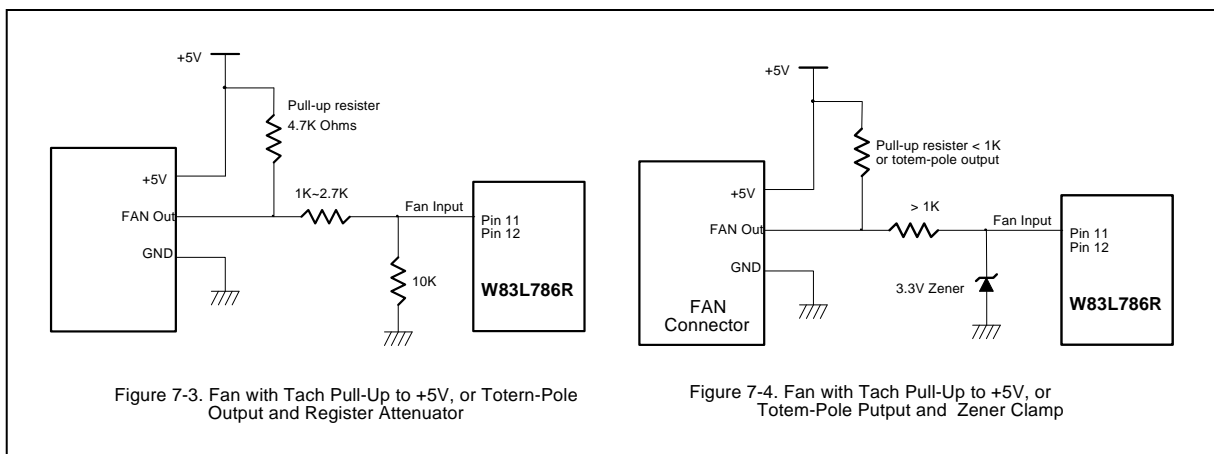 +5V
Pull-up resister
4.7K Ohms
+5V
1K~2.7K
FAN Out
Fan Input
Pin 11
Pin 12
GND
10K
W83L786R
Figure 7-3. Fan with Tach Pull-Up to +5V, or Totern-Pole
Output and Register Attenuator
+5V
Pull-up resister < 1K
or totem-pole output
+5V
> 1K
FAN Out
Fan Input
Pin 11
Pin 12
GND
3.3V Zener
FAN
Connector
W83L786R
Figure 7-4. Fan with Tach Pull-Up to +5V, or
Totem-Pole Putput and Zener Clamp